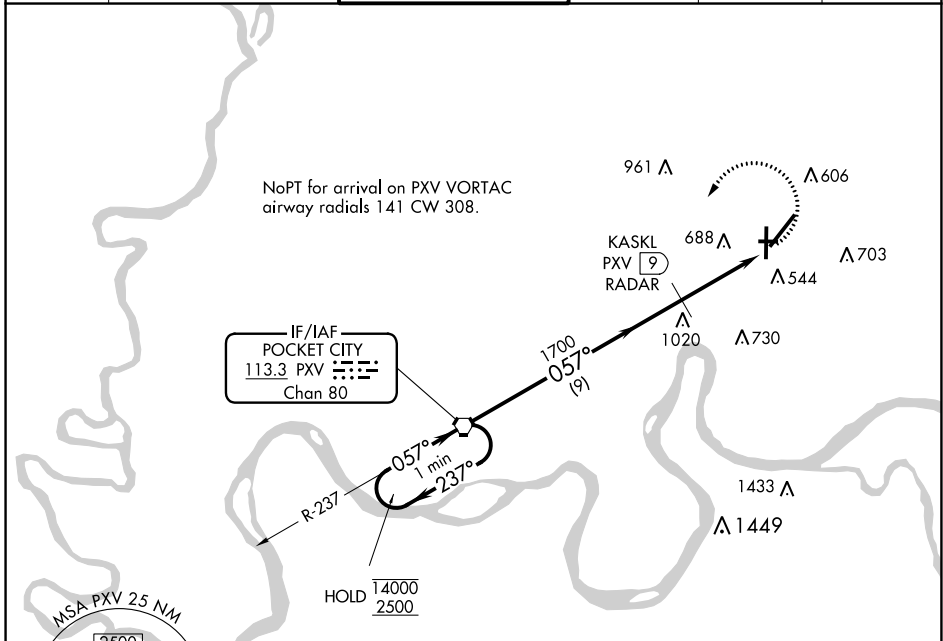 961
606
NoPT for arrival on PXV VORTAC
airway radials 141 CW 308.
KASKL
PXV 9
RADAR
688
703
544
1020
730
IF/IAF
POCKET CITY
113.3 PXV
Chan 80
1700
057°
(9)
057°
1 min
237°
R-237
1433
1449
HOLD 14000
2500
MSA PXV 25 NM
2500